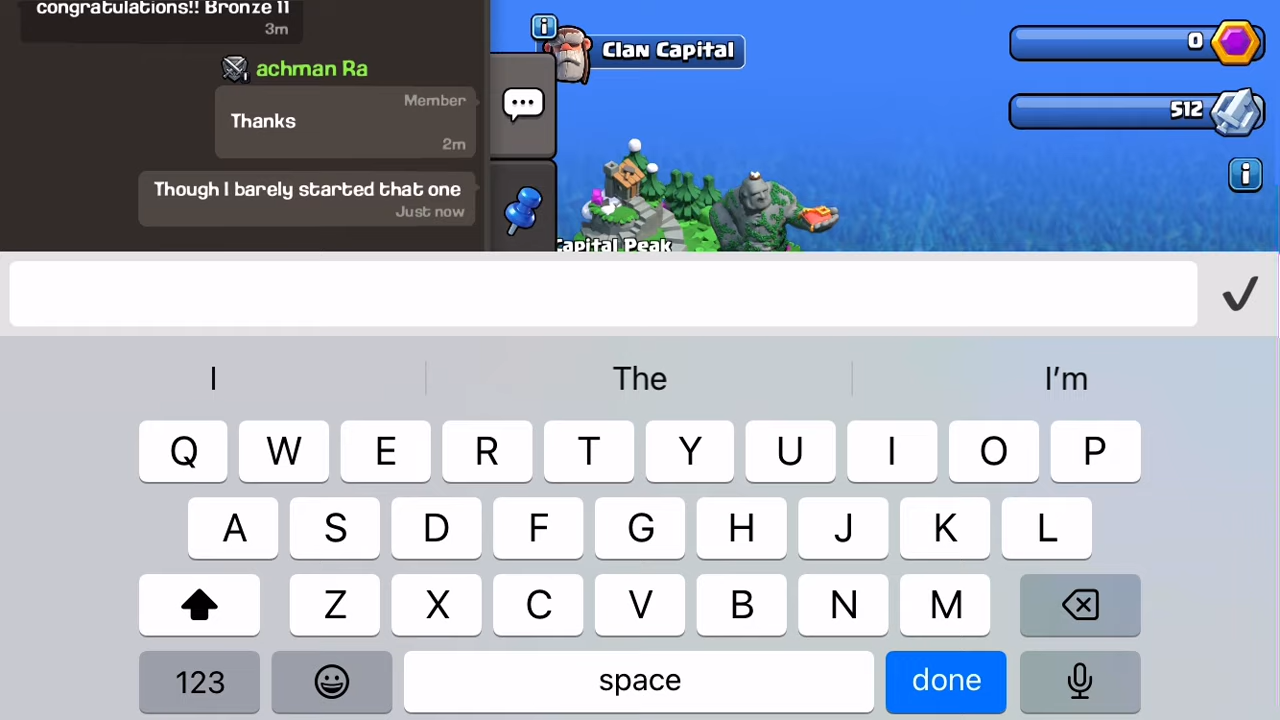 congratulations!! Bronze 11
3m
achman Ra
Member
Thanks
2m
Though I barely started that one
Just now
Clan Capital
0
512
Capital Peak
I
The
I'm
Q W E R T Y U I O P
A S D F G H J K L
Z X C V B N M
123
space
done